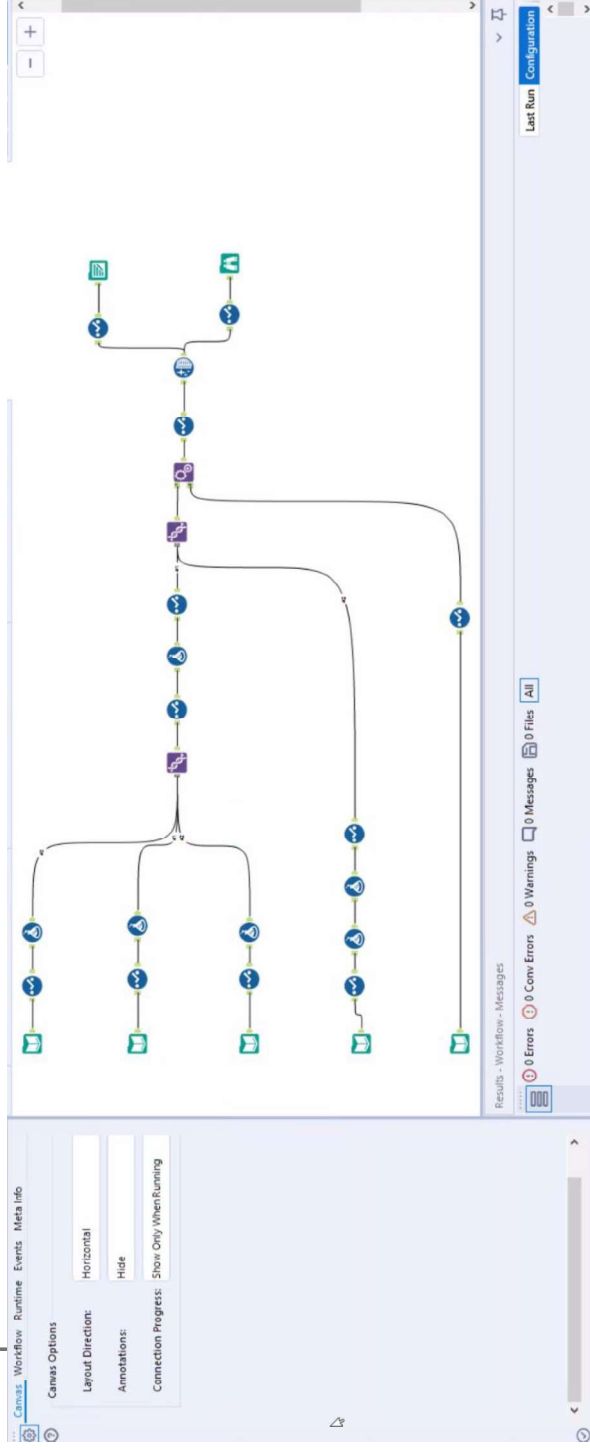 Canvas Workflow Runtime Events Meta Info
Canvas Options
Layout Direction: Horizontal
Annotations: Hide
Connection Progress: Show Only When Running
Results - Workflow - Messages
0 Errors 0 Conv Errors 0 Warnings 0 Messages 0 Files All
Last Run Configuration